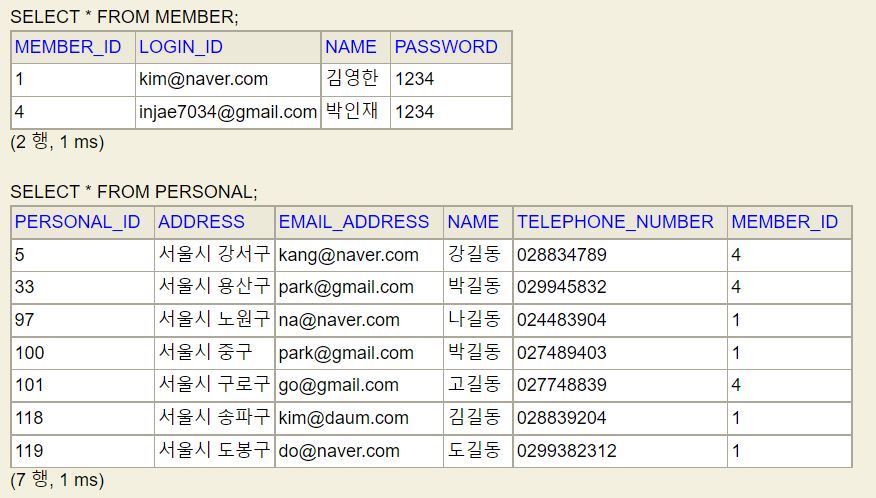 SELECT * FROM MEMBER;
MEMBER_ID LOGIN_ID NAME PASSWORD
1 kim@naver.com 김영한 1234
4 injae7034@gmail.com 박인재 1234
(2 행, 1 ms)
SELECT * FROM PERSONAL;
PERSONAL_ID ADDRESS EMAIL_ADDRESS NAME TELEPHONE_NUMBER MEMBER_ID
5 서울시 강서구 kang@naver.com 강길동 028834789 4
33 서울시 용산구 park@gmail.com 박길동 029945832 4
97 서울시 노원구 na@naver.com 나길동 024483904 1
100 서울시 중구 park@gmail.com 박길동 027489403 1
101 서울시 구로구 go@gmail.com 고길동 027748839 4
118 서울시 송파구 kim@daum.com 김길동 028839204 1
119 서울시 도봉구 do@naver.com 도길동 0299382312 1
(7 행, 1 ms)